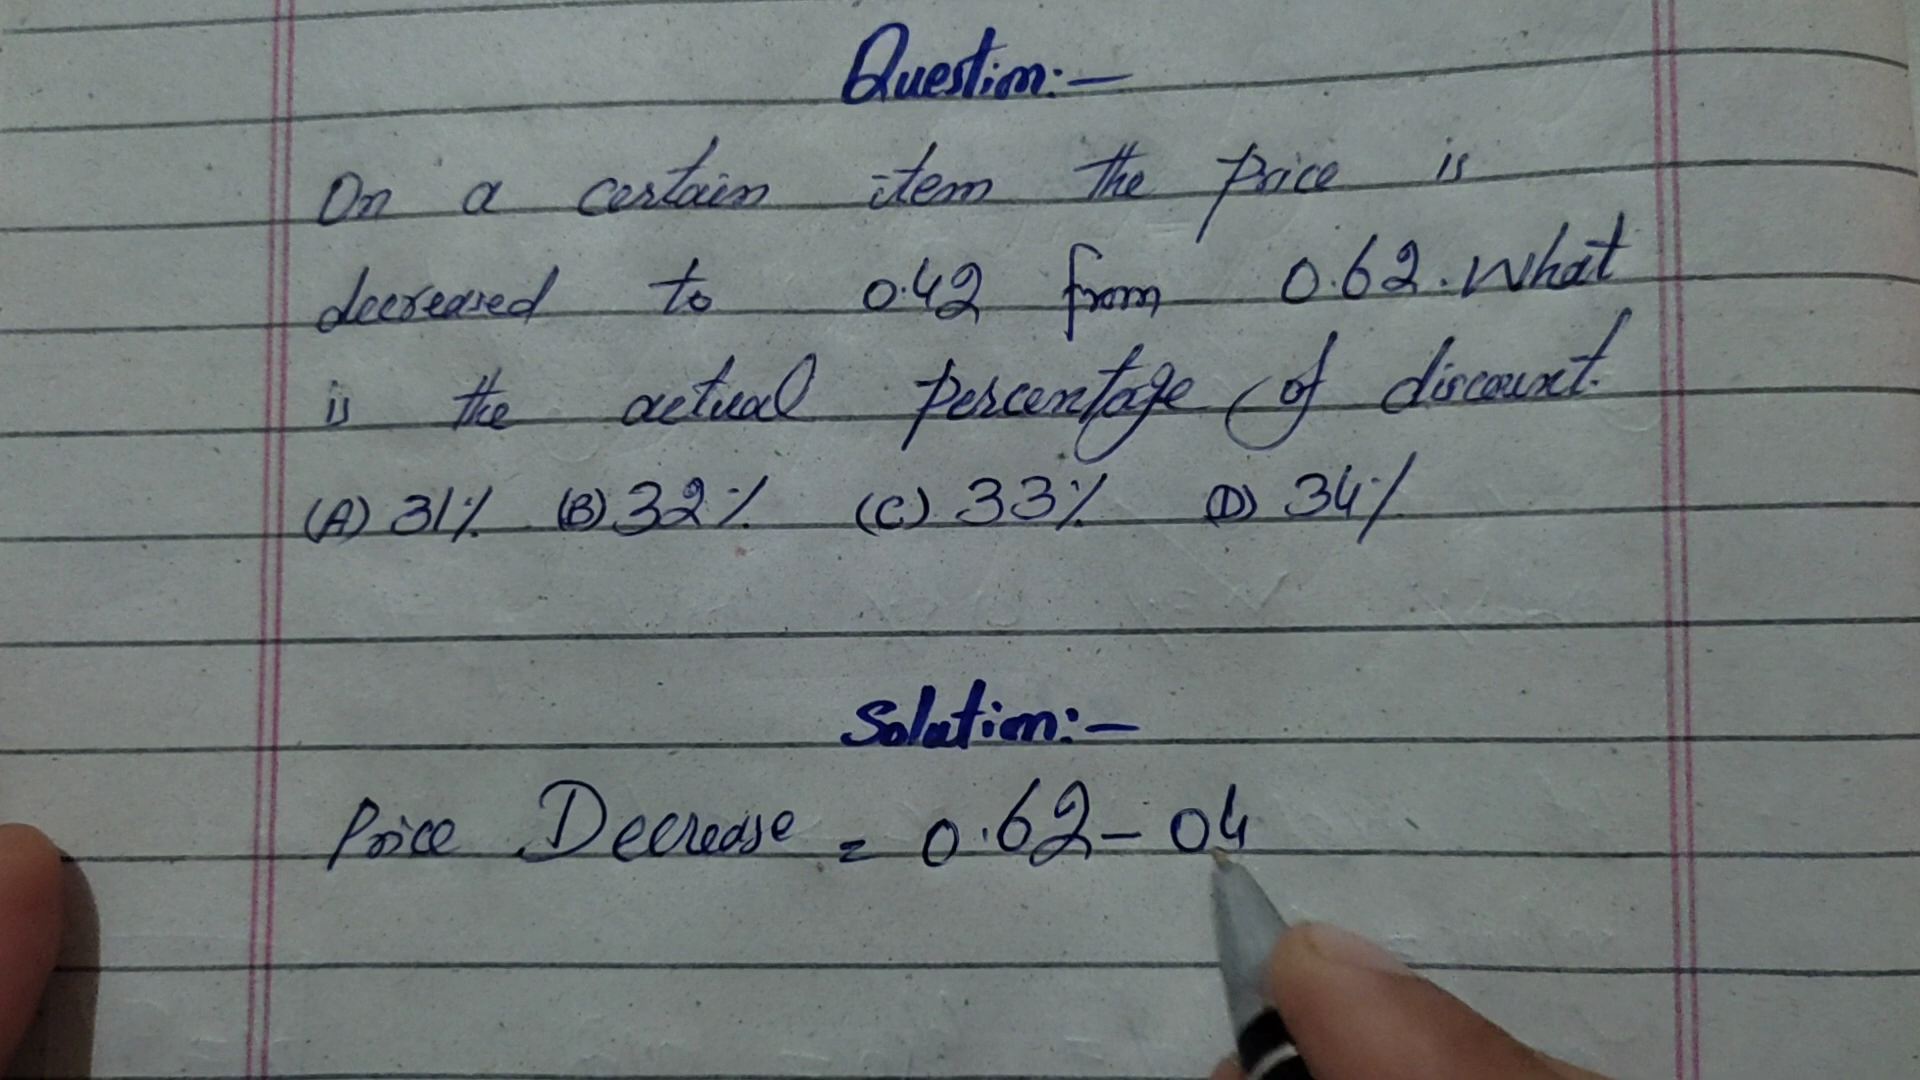 Question:-
On a certain item the price is
decreased to 0.42 from 0.62. What
is the actual percentage of discount.
(A) 31% (B) 32% (C) 33% (D) 34%
Solution:-
Price Decrease = 0.62 - 04